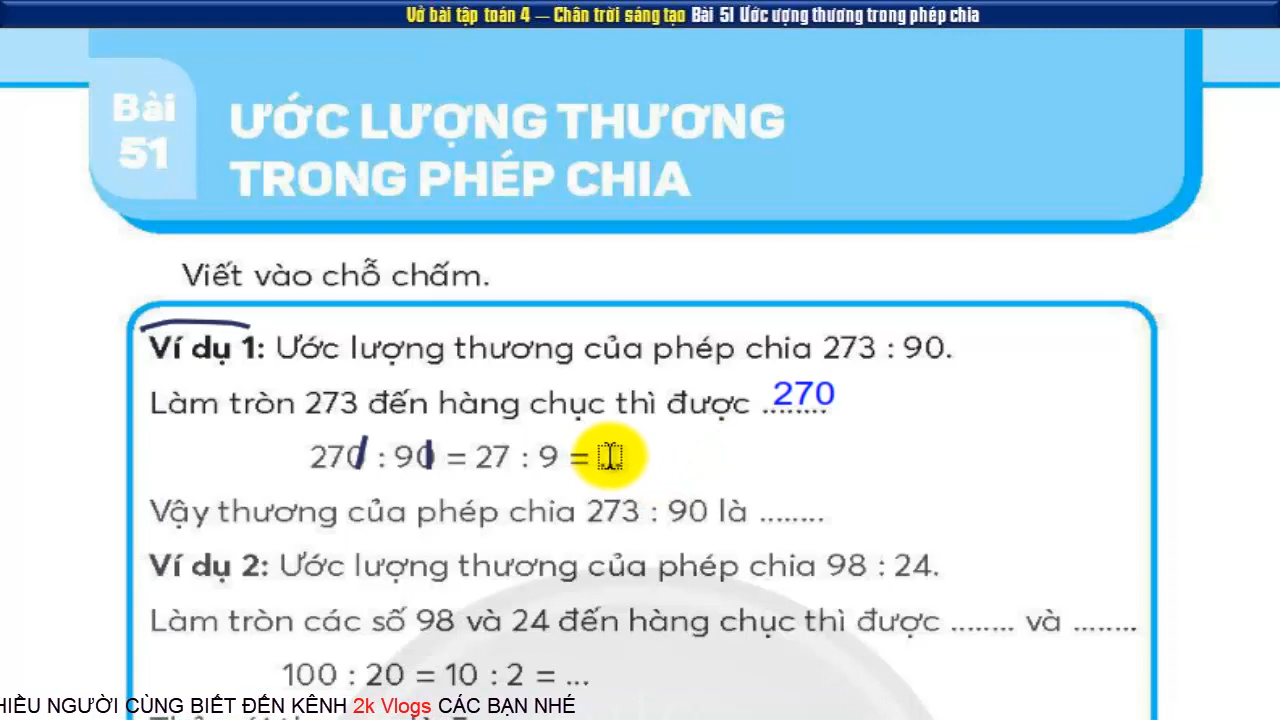 Vở bài tập toán 4 – Chân trời sáng tạo Bài 51 Ước ượng thương trong phép chia
Bài 51
ƯỚC LƯỢNG THƯƠNG
TRONG PHÉP CHIA
Viết vào chỗ chấm.
Ví dụ 1: Ước lượng thương của phép chia 273 : 90.
Làm tròn 273 đến hàng chục thì được ........ 270
270 : 90 = 27 : 9 =
Vậy thương của phép chia 273 : 90 là ........
Ví dụ 2: Ước lượng thương của phép chia 98 : 24.
Làm tròn các số 98 và 24 đến hàng chục thì được ........ và ........
100 : 20 = 10 : 2 = ...
HIỀU NGƯỜI CÙNG BIẾT ĐẾN KÊNH 2k Vlogs CÁC BẠN NHÉ